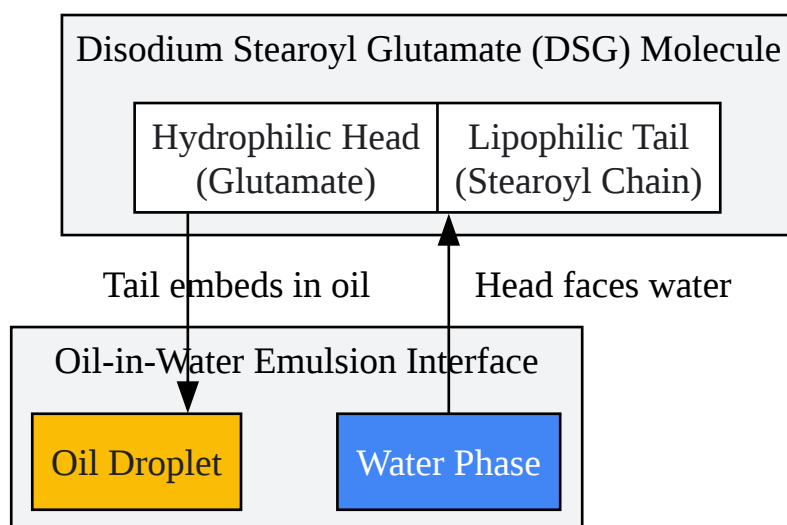 Disodium Stearoyl Glutamate (DSG) Molecule
Hydrophilic Head
(Glutamate)
Lipophilic Tail
(Stearoyl Chain)
Tail embeds in oil
Head faces water
Oil-in-Water Emulsion Interface
Oil Droplet
Water Phase